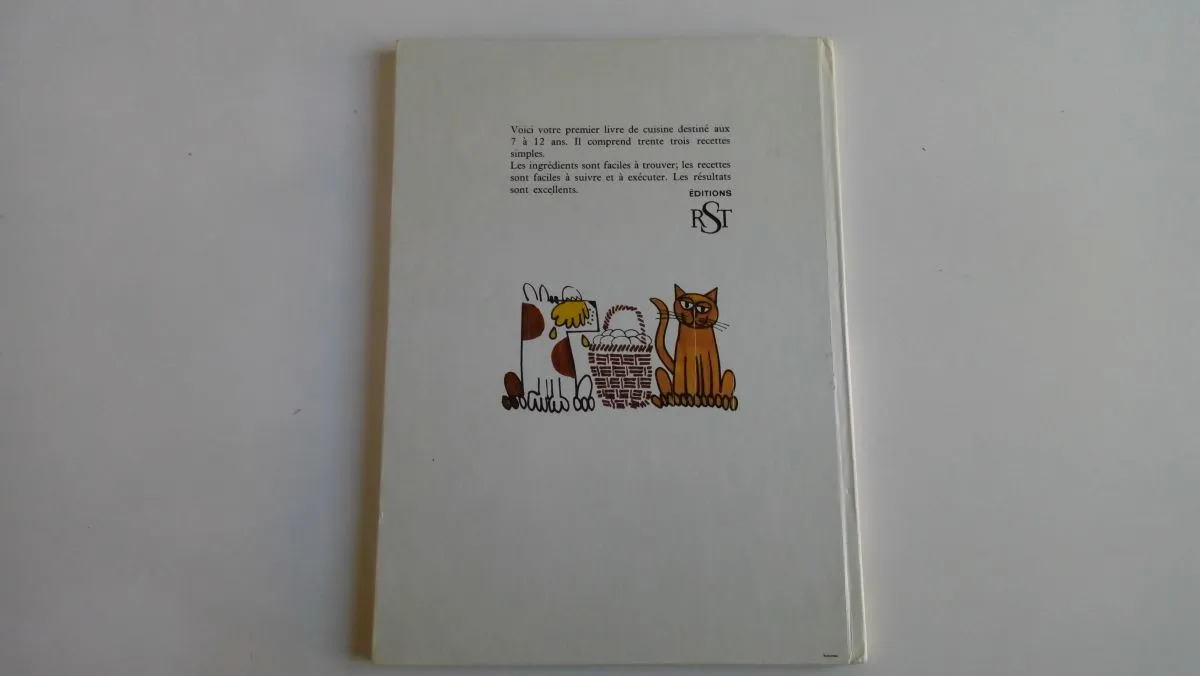 Voici votre premier livre de cuisine destiné aux
7 à 12 ans. Il comprend trente trois recettes
simples.
Les ingrédients sont faciles à trouver; les recettes
sont faciles à suivre et à exécuter. Les résultats
sont excellents.
ÉDITIONS
RST